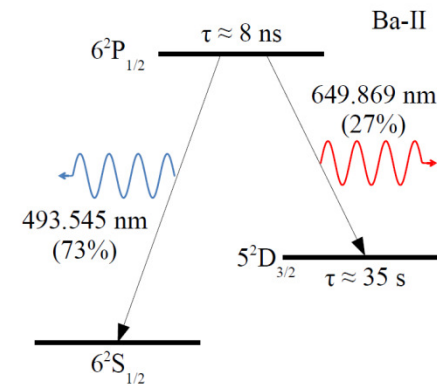 Ba-II
τ ≈ 8 ns
6²P₁/₂
649.869 nm
(27%)
493.545 nm
(73%)
5²D₃/₂
τ ≈ 35 s
6²S₁/₂